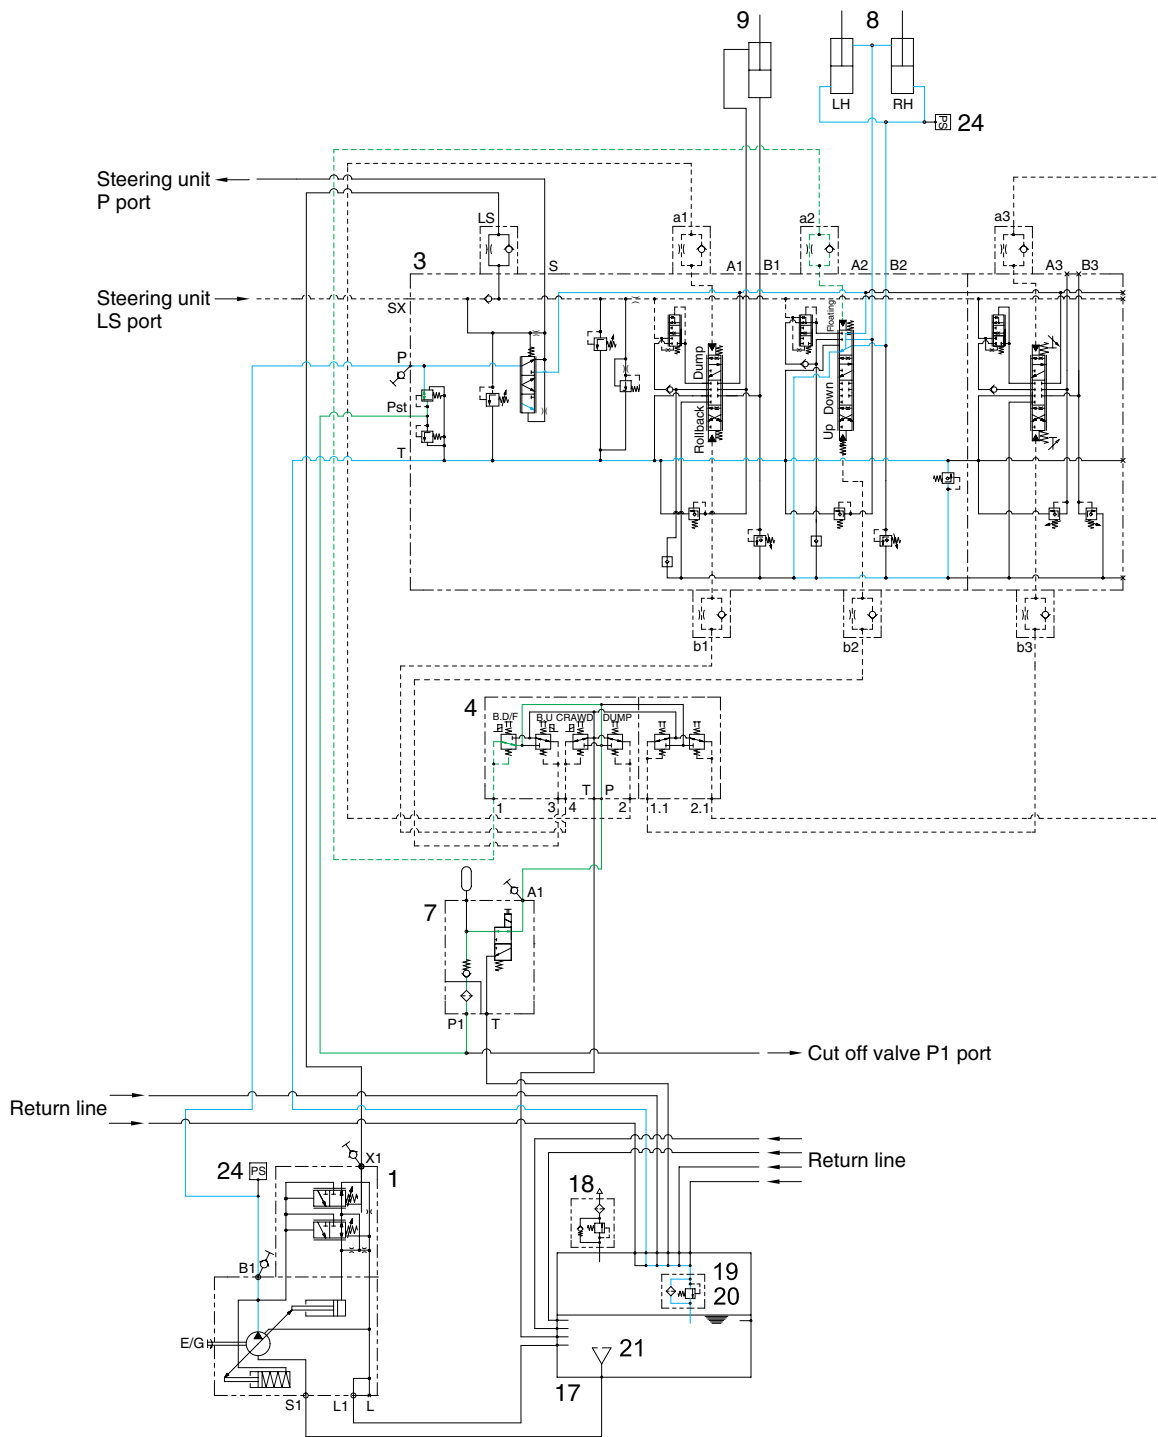 9
8
LH
RH
PS
24
Steering unit
P port
LS
a1
a2
a3
3
S
A1
B1
A2
B2
A3
B3
Steering unit
LS port
SX
Floating
P
Dump
Down
Pst
Rollback
Up
T
b1
b2
b3
4
B.D/F
B.U
CRAWD
DUMP
T
P
1
3
4
2
1.1
2.1
A1
7
P1
T
Cut off valve P1 port
Return line
X1
24
PS
1
Return line
18
B1
19
20
E/G
21
17
S1
L1
L